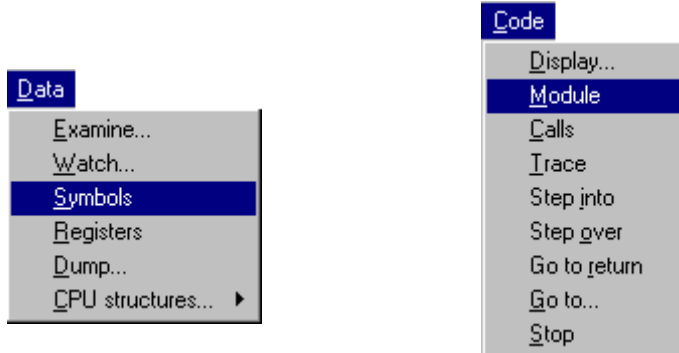 Data
Examine...
Watch...
Symbols
Registers
Dump...
CPU structures...
Code
Display...
Module
Calls
Trace
Step into
Step over
Go to return
Go to...
Stop